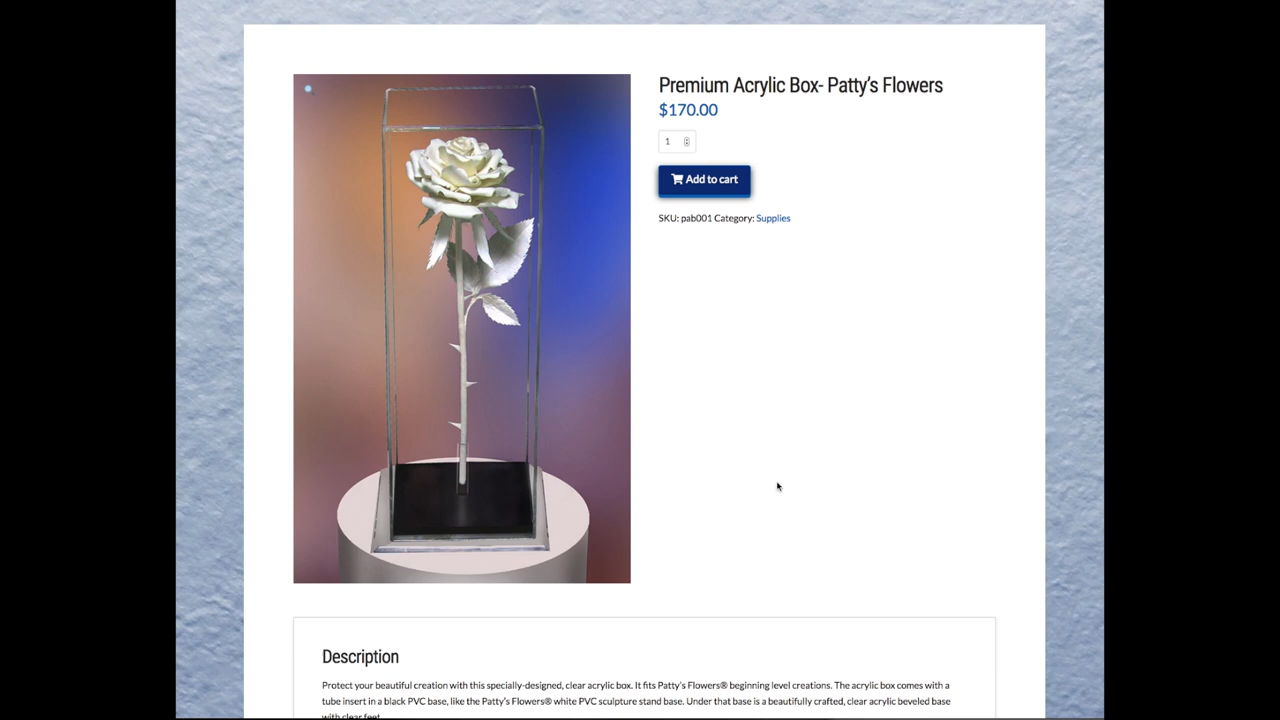 Premium Acrylic Box- Patty's Flowers
$170.00
1
Add to cart
SKU: pab001 Category: Supplies
Description
Protect your beautiful creation with this specially-designed, clear acrylic box. It fits Patty's Flowers® beginning level creations. The acrylic box comes with a
tube insert in a black PVC base, like the Patty's Flowers® white PVC sculpture stand base. Under that base is a beautifully crafted, clear acrylic beveled base
with clear feet.